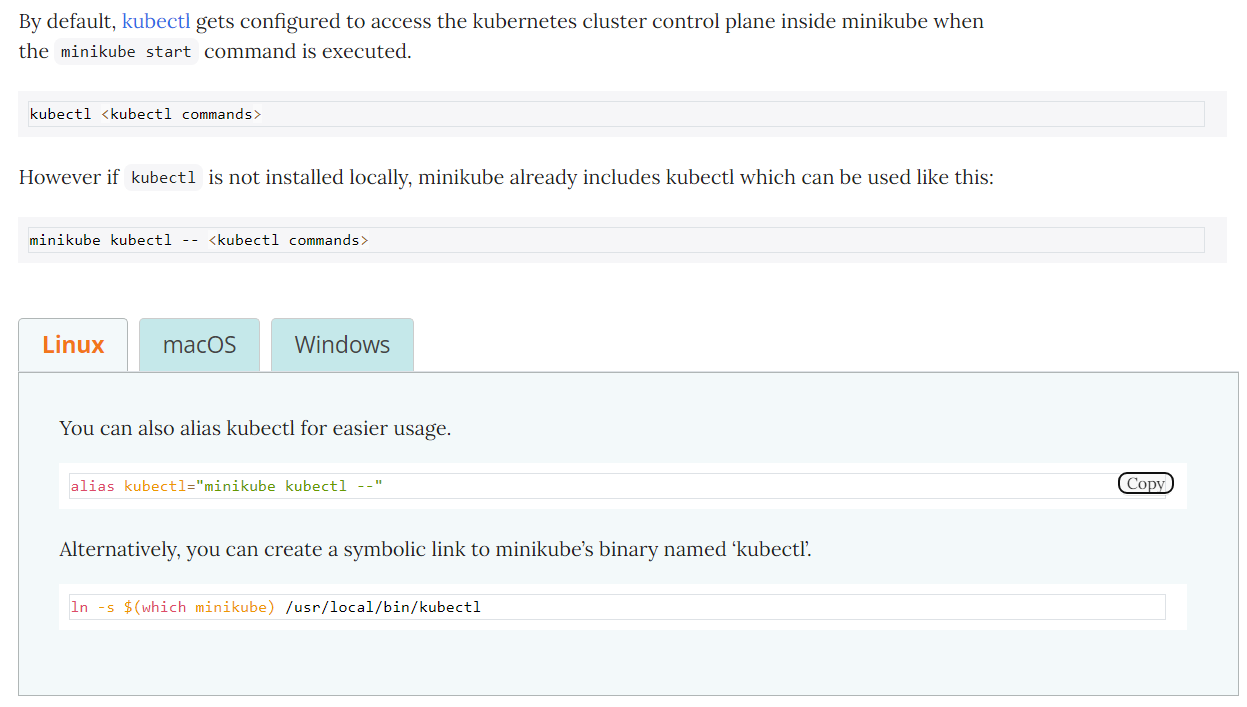 By default, kubectl gets configured to access the kubernetes cluster control plane inside minikube when
the minikube start command is executed.
kubectl <kubectl commands>
However if kubectl is not installed locally, minikube already includes kubectl which can be used like this:
minikube kubectl -- <kubectl commands>
Linux macOS Windows
You can also alias kubectl for easier usage.
alias kubectl="minikube kubectl --"
Copy
Alternatively, you can create a symbolic link to minikube’s binary named ‘kubectl’.
ln -s $(which minikube) /usr/local/bin/kubectl